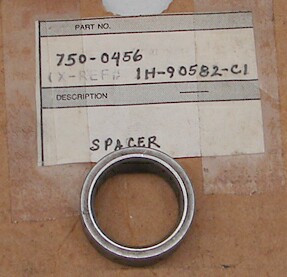 PART NO.
750-0456
(X-REF) 1H-90582-C1
DESCRIPTION
SPACER